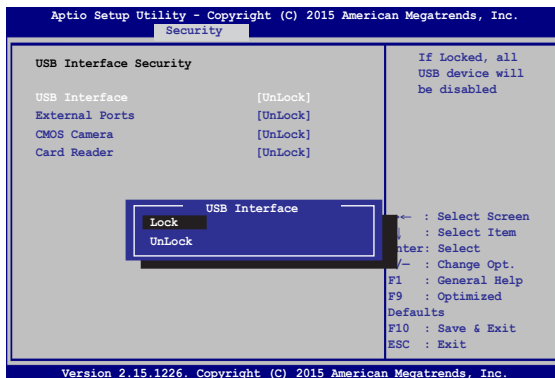 Aptio Setup Utility - Copyright (C) 2015 American Megatrends, Inc.
Security
USB Interface Security
USB Interface [UnLock]
External Ports [UnLock]
CMOS Camera [UnLock]
Card Reader [UnLock]
If Locked, all
USB device will
be disabled
USB Interface
Lock
UnLock
← : Select Screen
: Select Item
nter: Select
/— : Change Opt.
F1 : General Help
F9 : Optimized
Defaults
F10 : Save & Exit
ESC : Exit
Version 2.15.1226. Copyright (C) 2015 American Megatrends, Inc.